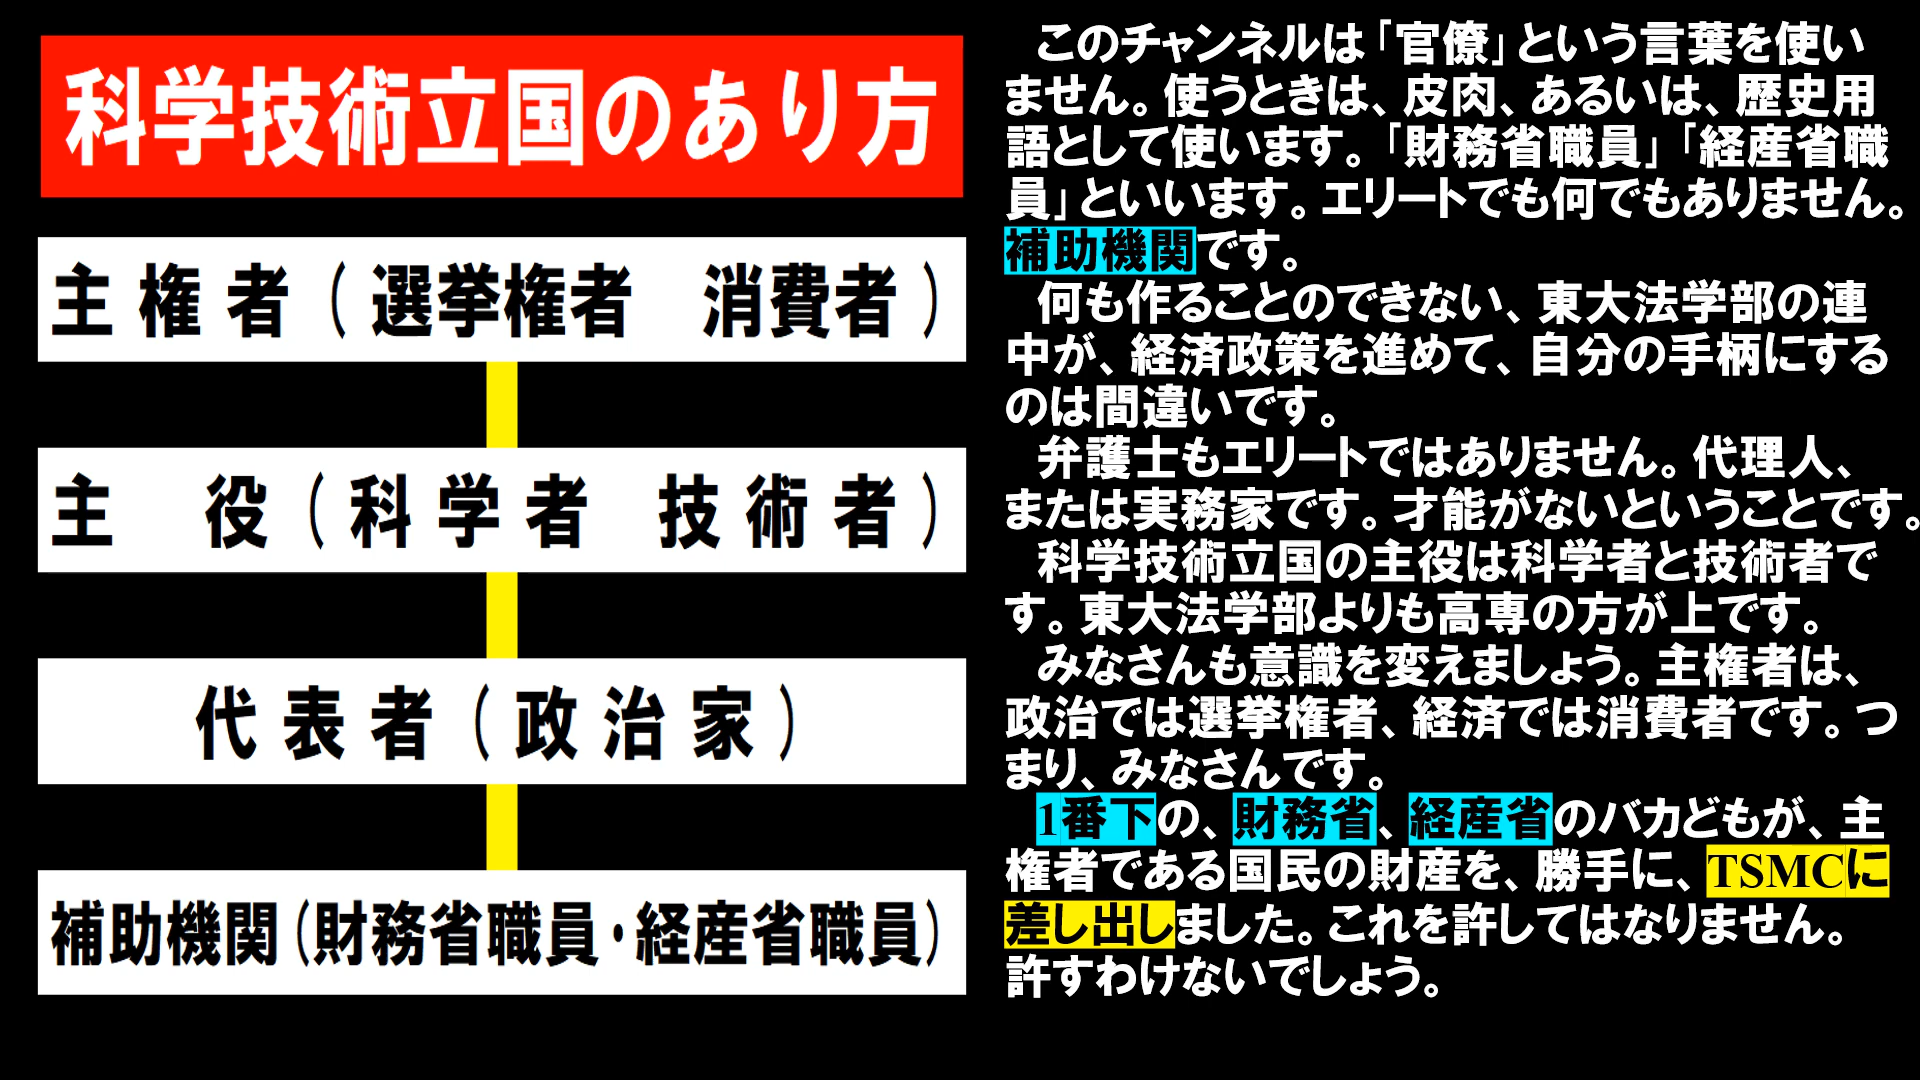 科学技術立国のあり方
主権者(選挙権者　消費者)
主　役(科学者　技術者)
代表者(政治家)
補助機関(財務省職員・経産省職員)
このチャンネルは「官僚」という言葉を使い
ません。使うときは、皮肉、あるいは、歴史用
語として使います。「財務省職員」「経産省職
員」といいます。エリートでも何でもありません。
補助機関です。
何も作ることのできない、東大法学部の連
中が、経済政策を進めて、自分の手柄にする
のは間違いです。
弁護士もエリートではありません。代理人、
または実務家です。才能がないということです。
科学技術立国の主役は科学者と技術者で
す。東大法学部よりも高専の方が上です。
みなさんも意識を変えましょう。主権者は、
政治では選挙権者、経済では消費者です。つ
まり、みなさんです。
1番下の、財務省、経産省のバカどもが、主
権者である国民の財産を、勝手に、TSMCに
差し出しました。これを許してはなりません。
許すわけないでしょう。